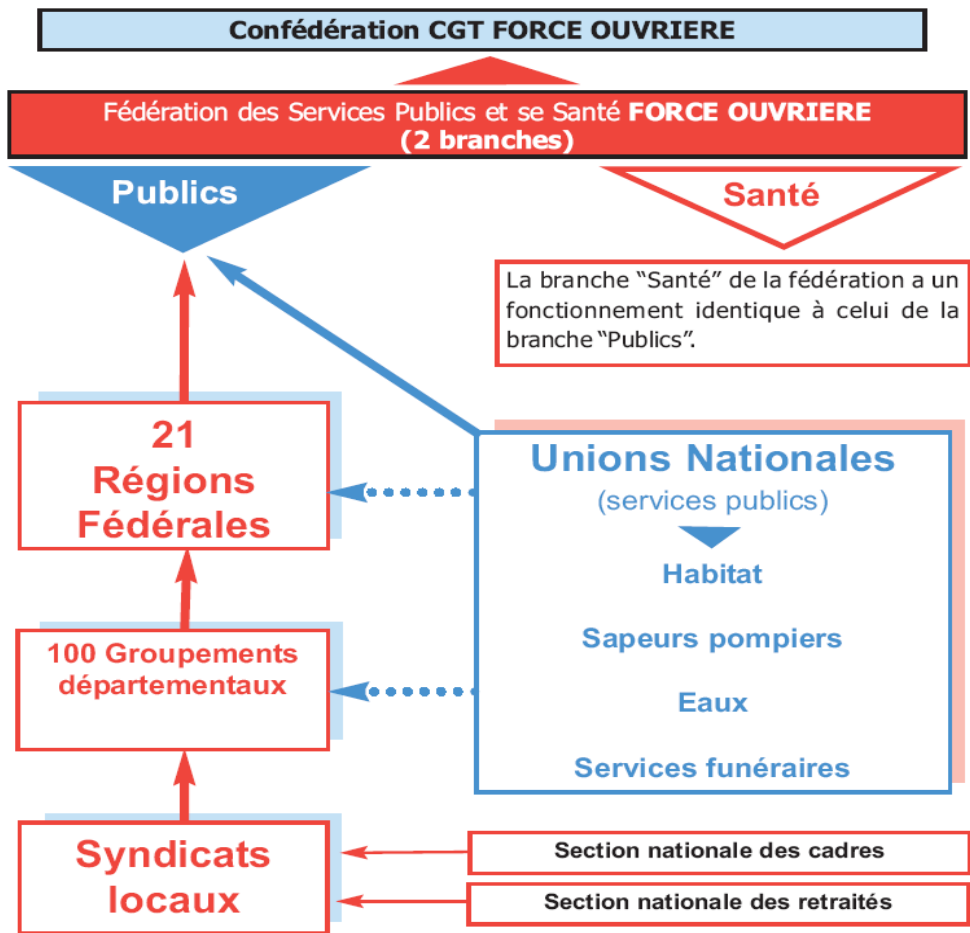 Confédération CGT FORCE OUVRIERE
Fédération des Services Publics et se Santé FORCE OUVRIERE
(2 branches)
Publics
Santé
La branche “Santé” de la fédération a un
fonctionnement identique à celui de la
branche “Publics”.
21
Régions
Fédérales
Unions Nationales
(services publics)
Habitat
Sapeurs pompiers
Eaux
Services funéraires
100 Groupements
départementaux
Syndicats
locaux
Section nationale des cadres
Section nationale des retraités